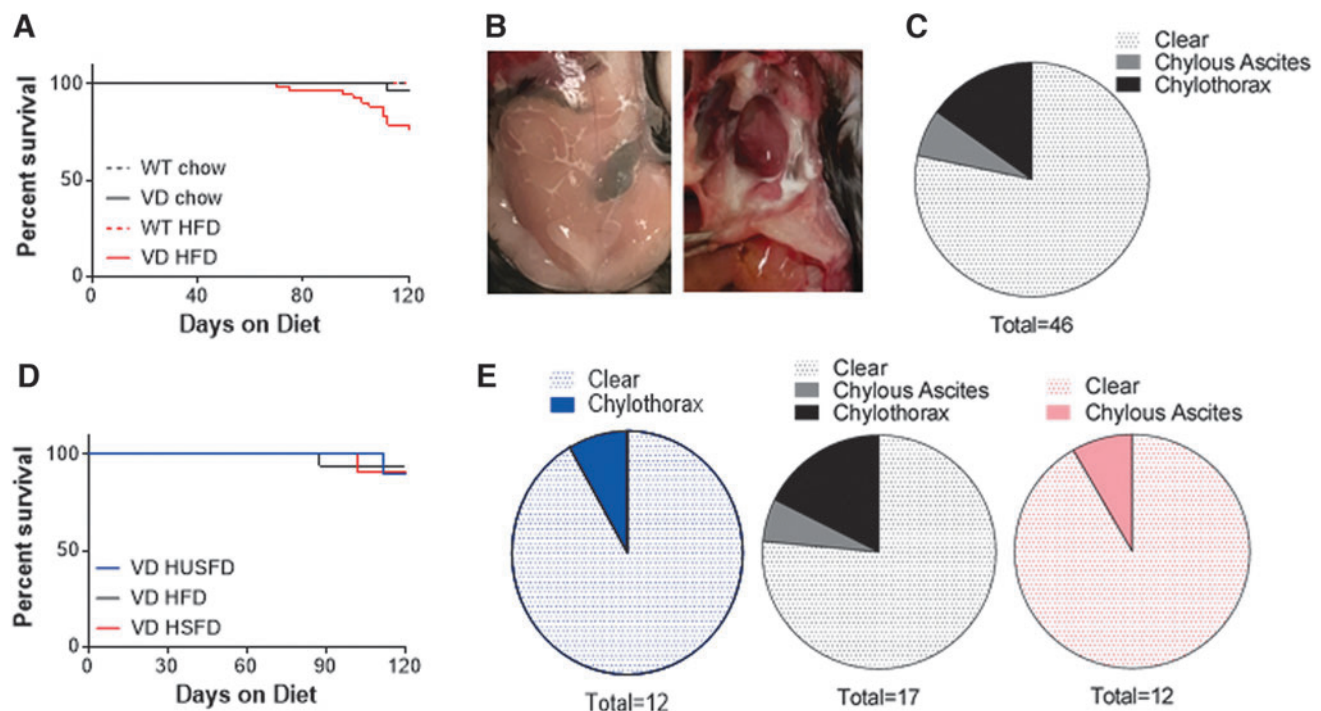 A
Percent survival
100
50
0
WT chow
VD chow
WT HFD
VD HFD
0 40 80 120
Days on Diet
B
C
Clear
Chylous Ascites
Chylothorax
Total=46
D
Percent survival
100
50
0
VD HUSFD
VD HFD
VD HSFD
0 30 60 90 120
Days on Diet
E
Clear
Chylothorax
Total=12
Clear
Chylous Ascites
Chylothorax
Total=17
Clear
Chylous Ascites
Total=12